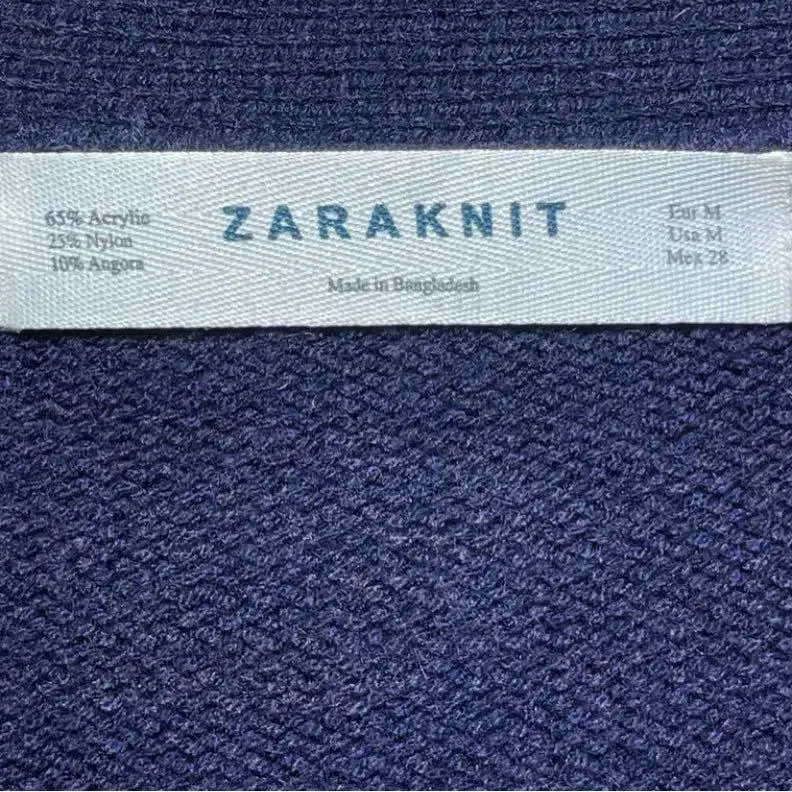 ZARAKNIT
65% Acrylic
25% Nylon
10% Angora
Made in Bangladesh
Eur M
Usa M
Mex 28